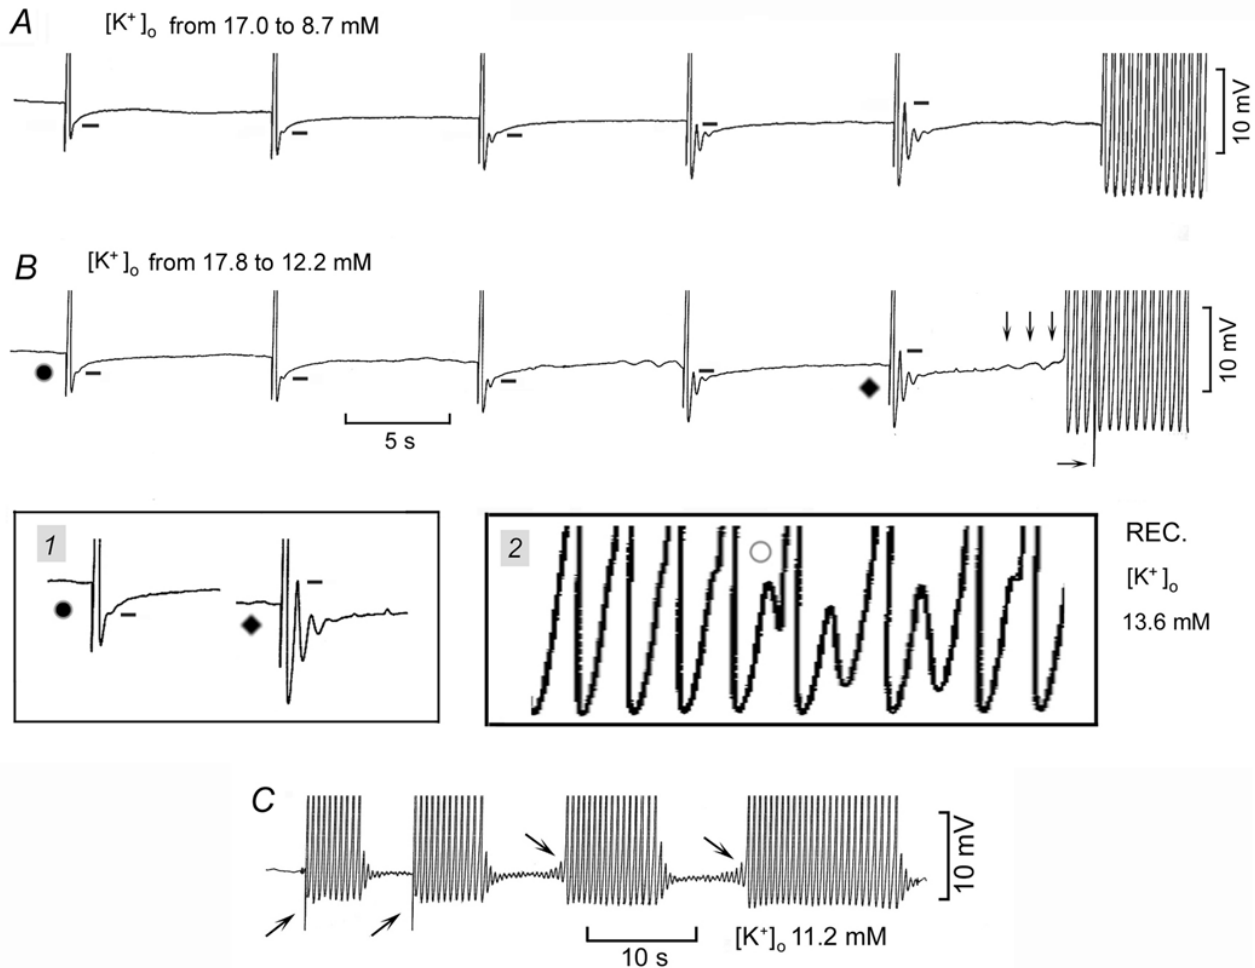 A
[K⁺]ₒ from 17.0 to 8.7 mM
10 mV
B
[K⁺]ₒ from 17.8 to 12.2 mM
10 mV
5 s
1
2
REC.
[K⁺]ₒ
13.6 mM
C
10 mV
10 s
[K⁺]ₒ 11.2 mM